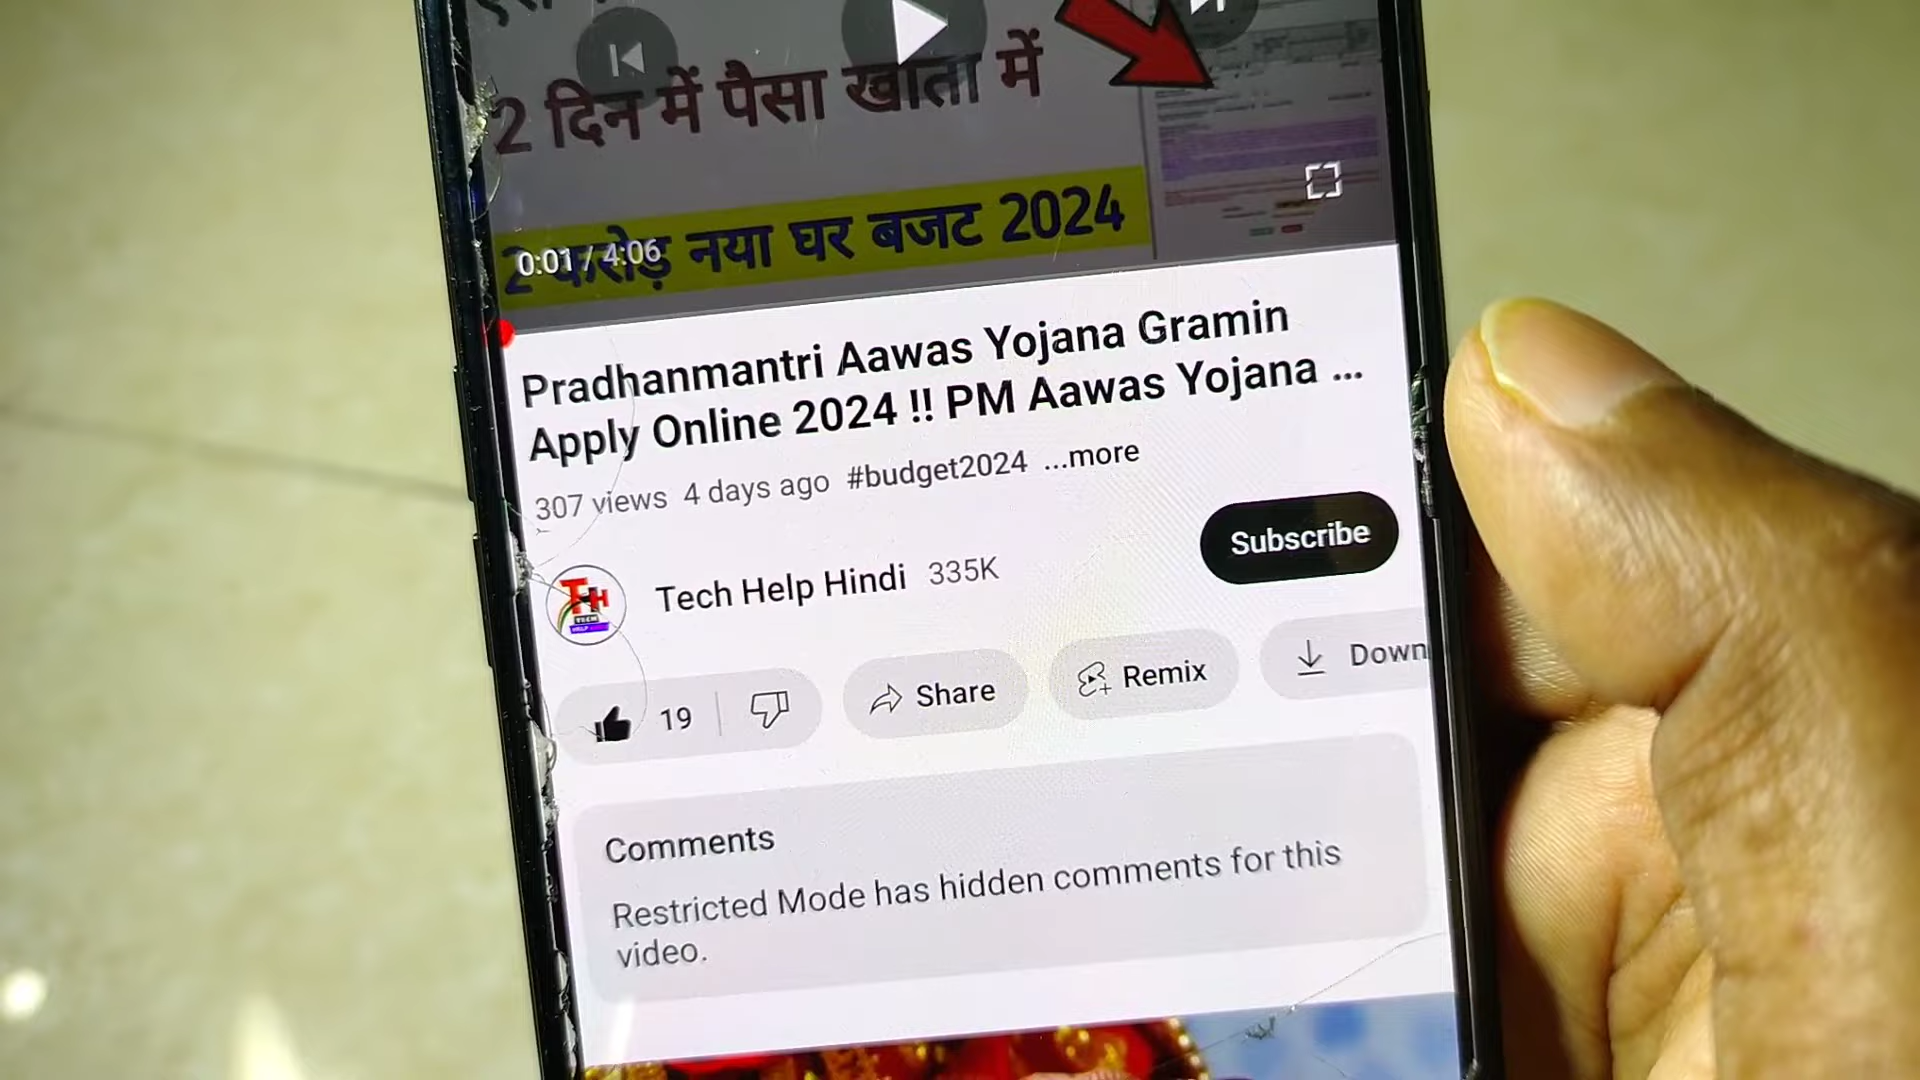 2 दिन में पैसा खाता में
2 करोड़ नया घर बजट 2024
0:01 / 4:06
Pradhanmantri Aawas Yojana Gramin
Apply Online 2024 !! PM Aawas Yojana ...
307 views 4 days ago #budget2024 ...more
Tech Help Hindi 335K
Subscribe
19
Share
Remix
Down
Comments
Restricted Mode has hidden comments for this
video.